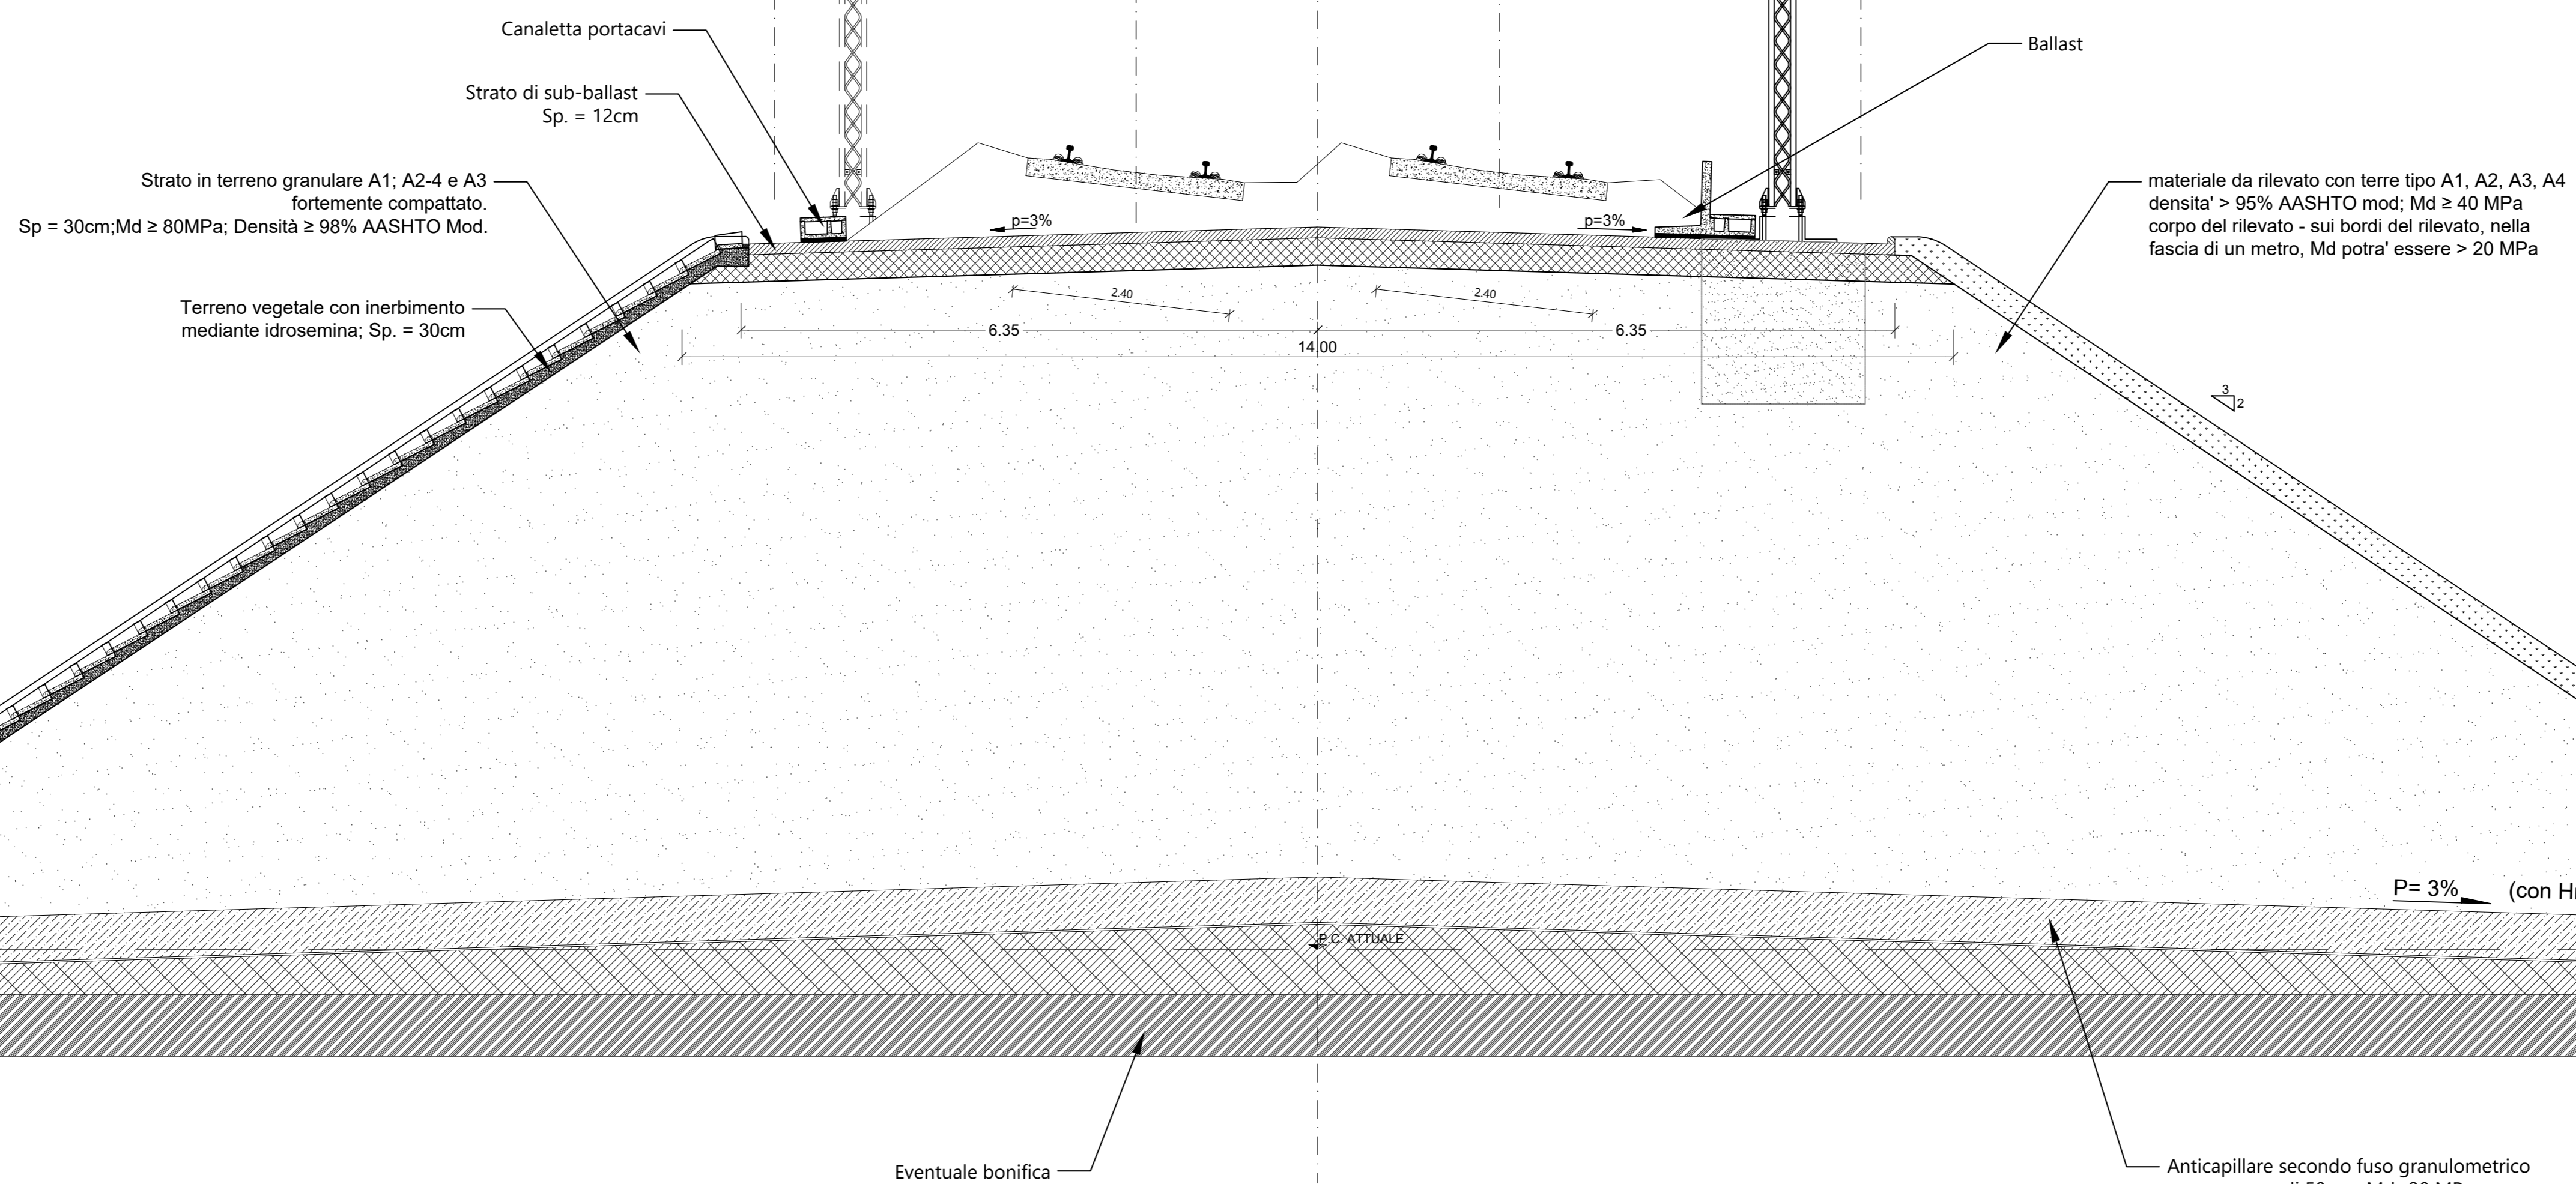 Canaletta portacavi
Ballast
Strato di sub-ballast
Sp. = 12cm
Strato in terreno granulare A1; A2-4 e A3
fortemente compattato.
Sp = 30cm;Md ≥ 80MPa; Densità ≥ 98% AASHTO Mod.
materiale da rilevato con terre tipo A1, A2, A3, A4
densita' > 95% AASHTO mod; Md ≥ 40 MPa
corpo del rilevato - sui bordi del rilevato, nella
fascia di un metro, Md potra' essere > 20 MPa
p=3%
p=3%
Terreno vegetale con inerbimento
mediante idrosemina; Sp. = 30cm
2.40
2.40
6.35
6.35
14.00
3
2
P= 3%
(con
P.C. ATTUALE
Eventuale bonifica
Anticapillare secondo fuso granulometrico